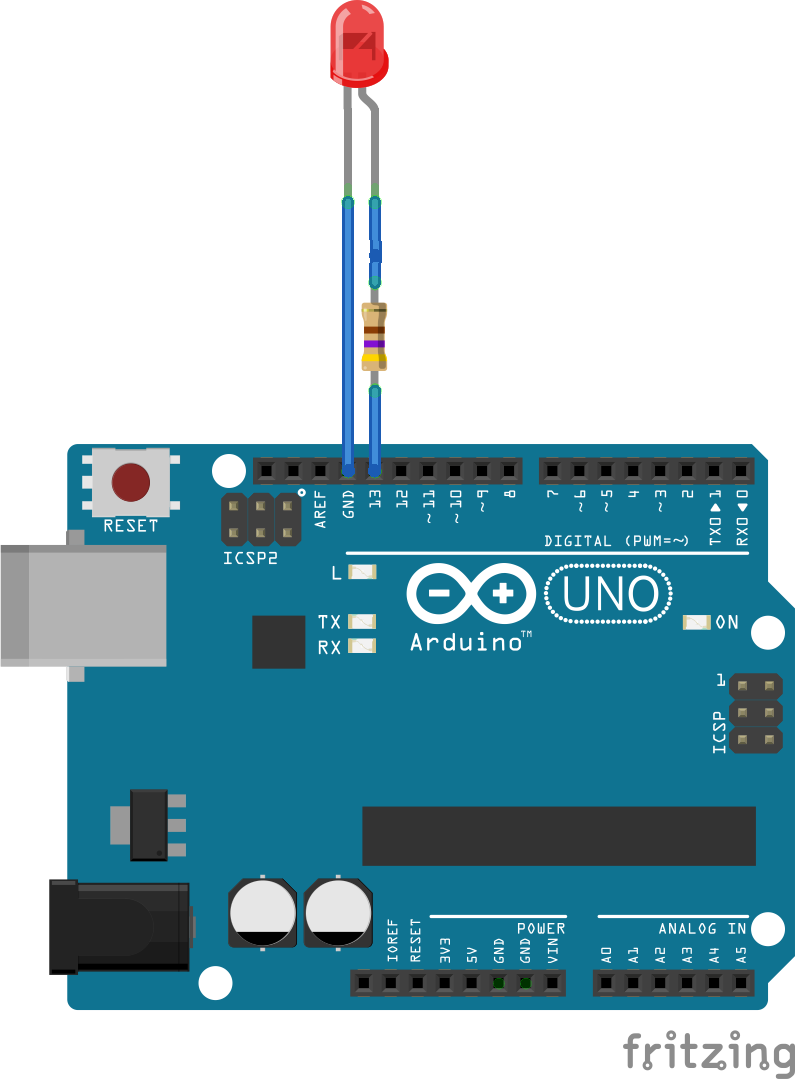 RESET
ICSP2
AREF
GND
13
12
~11
~10
~9
8
7
~6
~5
4
~3
2
TX0▶1
RX0◀0
DIGITAL (PWM=~)
L
TX
RX
Arduino™
UNO
ON
1
ICSP
IOREF
RESET
3V3
5V
GND
GND
VIN
POWER
A0
A1
A2
A3
A4
A5
ANALOG IN
fritzing